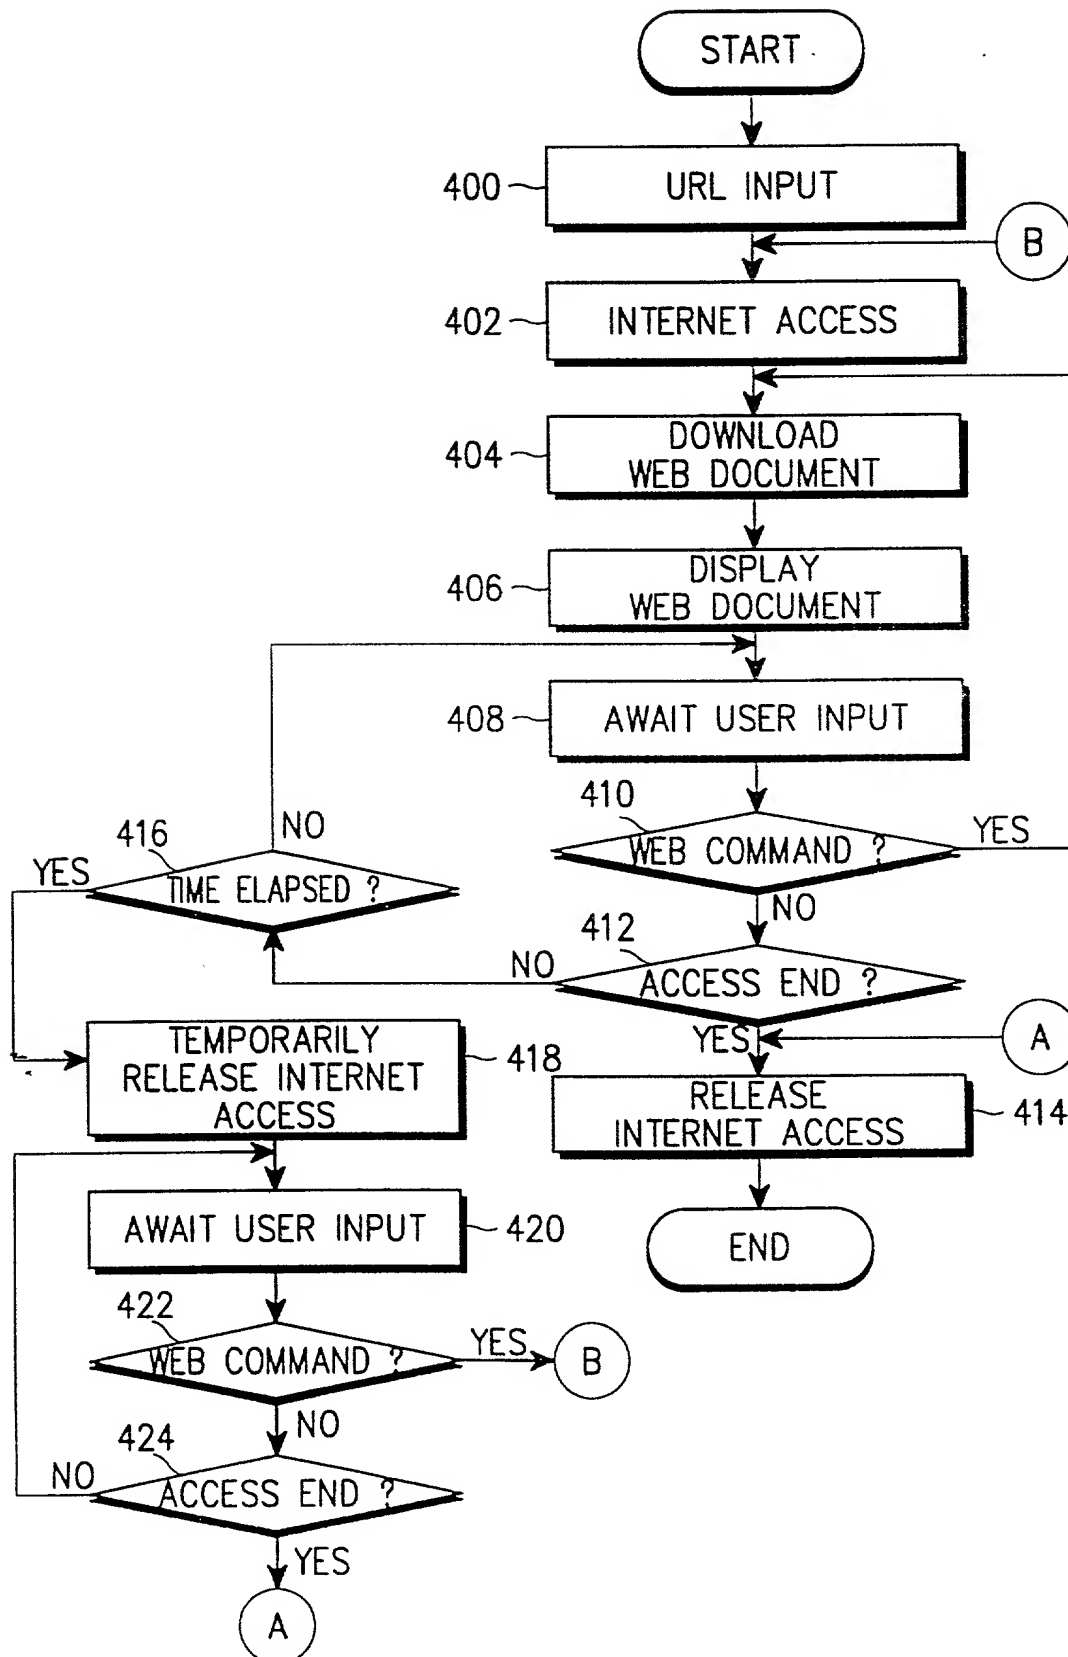 START
400
URL INPUT
B
402
INTERNET ACCESS
404
DOWNLOAD
WEB DOCUMENT
406
DISPLAY
WEB DOCUMENT
408
AWAIT USER INPUT
410
WEB COMMAND ?
YES
NO
416
TIME ELAPSED ?
YES
NO
412
ACCESS END ?
NO
YES
A
TEMPORARILY
RELEASE INTERNET
ACCESS
418
RELEASE
INTERNET ACCESS
414
AWAIT USER INPUT
420
END
422
WEB COMMAND ?
YES
B
NO
424
ACCESS END ?
NO
YES
A